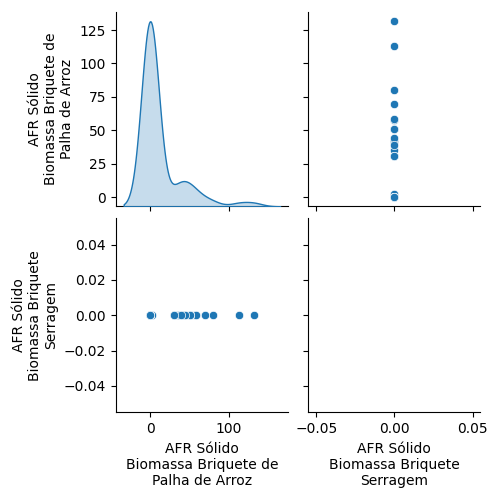 AFR Sólido
Biomassa Briquete de
Palha de Arroz
125
100
75
50
25
0
AFR Sólido
Biomassa Briquete
Serragem
0.04
0.02
0.00
−0.02
−0.04
0
100
−0.05
0.00
0.05
AFR Sólido
Biomassa Briquete de
Palha de Arroz
AFR Sólido
Biomassa Briquete
Serragem